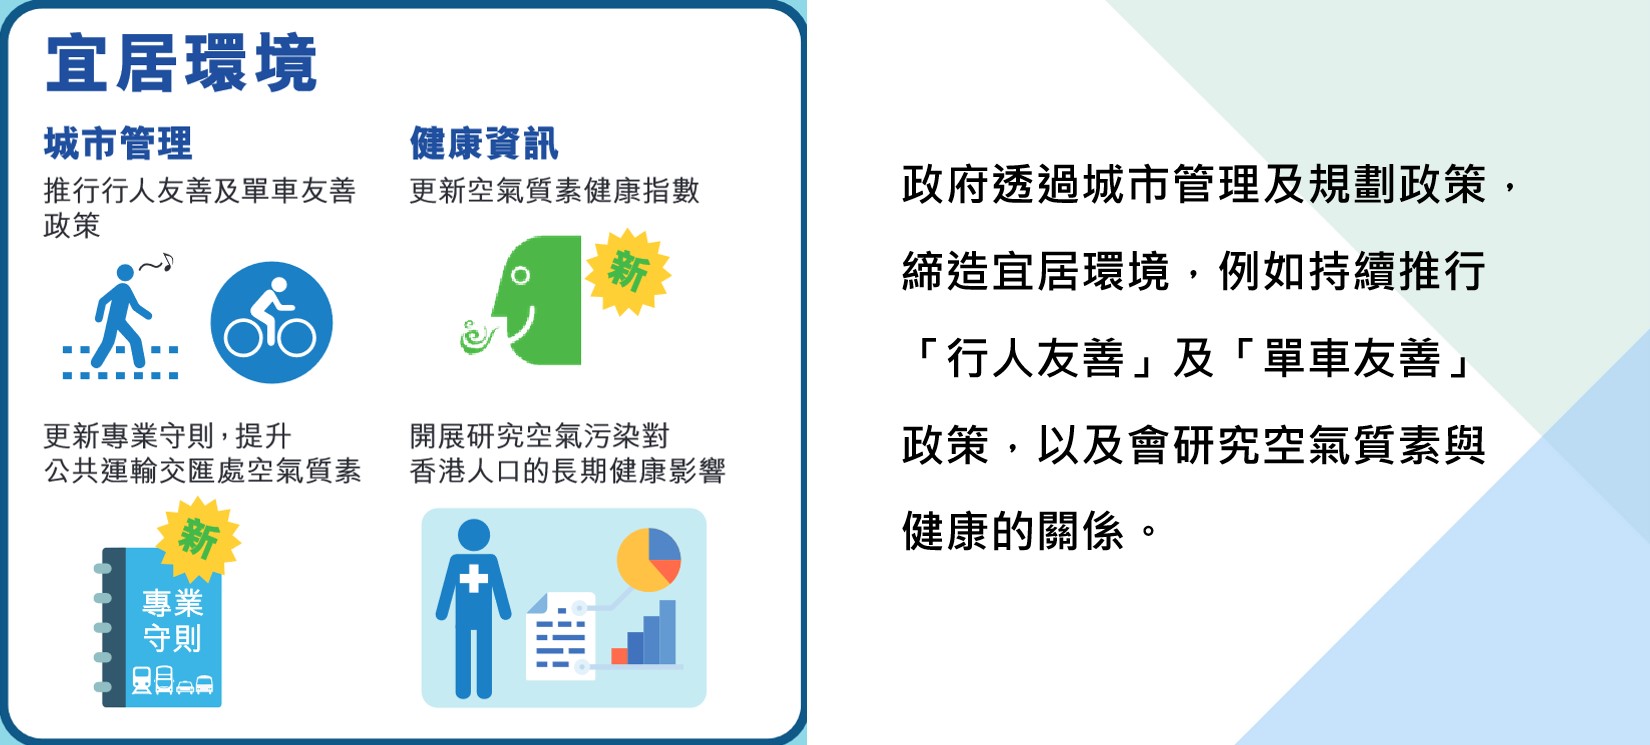 宜居環境
城市管理
推行行人友善及單車友善
政策
更新專業守則，提升
公共運輸交匯處空氣質素
新
專業
守則
健康資訊
更新空氣質素健康指數
新
開展研究空氣污染對
香港人口的長期健康影響
政府透過城市管理及規劃政策，
締造宜居環境，例如持續推行
「行人友善」及「單車友善」
政策，以及會研究空氣質素與
健康的關係。